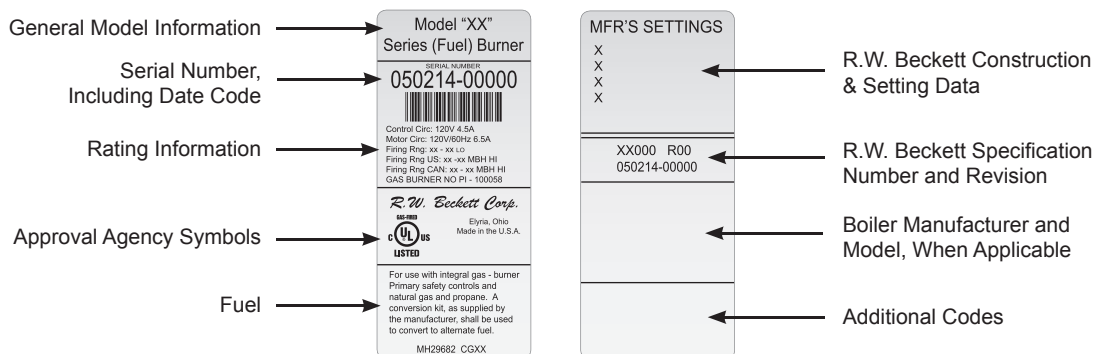 General Model Information
Serial Number,
Including Date Code
Rating Information
Approval Agency Symbols
Fuel
Model “XX”
Series (Fuel) Burner
SERIAL NUMBER
050214-00000
Control Circ: 120V 4.5A
Motor Circ: 120V/60Hz 6.5A
Firing Rng: xx - xx LO
Firing Rng US: xx -xx MBH HI
Firing Rng CAN: xx - xx MBH HI
GAS BURNER NO PI - 100058
R.W. Beckett Corp.
GAS-FIRED
C UL US
LISTED
Elyria, Ohio
Made in the U.S.A.
For use with integral gas - burner
Primary safety controls and
natural gas and propane. A
conversion kit, as supplied by
the manufacturer, shall be used
to convert to alternate fuel.
MH29682 CGXX
MFR'S SETTINGS
X
X
X
X
XX000 R00
050214-00000
R.W. Beckett Construction
& Setting Data
R.W. Beckett Specification
Number and Revision
Boiler Manufacturer and
Model, When Applicable
Additional Codes